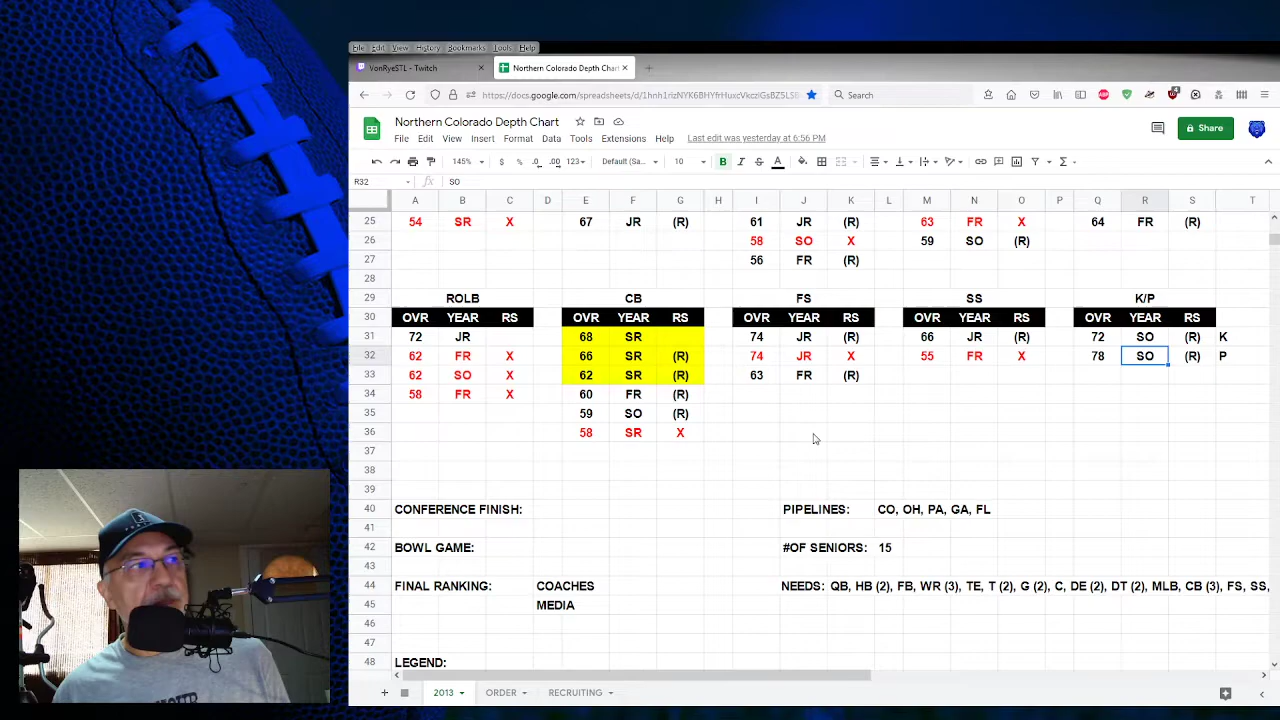 File Edit View History Bookmarks Tools Help
VonRyeSTL - Twitch × Northern Colorado Depth Chart × +
Search
Northern Colorado Depth Chart
File Edit View Insert Format Data Tools Extensions Help Last edit was yesterday at 6:56 PM
Share
145% $ % .0 .00 123 Default (Sa... 10 B I S A
R32 fx SO
A B C D E F G H I J K L M N O P Q R S T
25 54 SR X 67 JR (R) 61 JR (R) 63 FR X 64 FR (R)
26 58 SO X 59 SO (R)
27 56 FR (R)
28
29 ROLB CB FS SS K/P
30 OVR YEAR RS OVR YEAR RS OVR YEAR RS OVR YEAR RS OVR YEAR RS
31 72 JR 68 SR 74 JR (R) 66 JR (R) 72 SO (R) K
32 62 FR X 66 SR (R) 74 JR X 55 FR X 78 SO (R) P
33 62 SO X 62 SR (R) 63 FR (R)
34 58 FR X 60 FR (R)
35 59 SO (R)
36 58 SR X
37
38
39
40 CONFERENCE FINISH: PIPELINES: CO, OH, PA, GA, FL
41
42 BOWL GAME: #OF SENIORS: 15
43
44 FINAL RANKING: COACHES NEEDS: QB, HB (2), FB, WR (3), TE, T (2), G (2), C, DE (2), DT (2), MLB, CB (3), FS, SS,
45 MEDIA
46
47
48 LEGEND:
+ 2013 ORDER RECRUITING